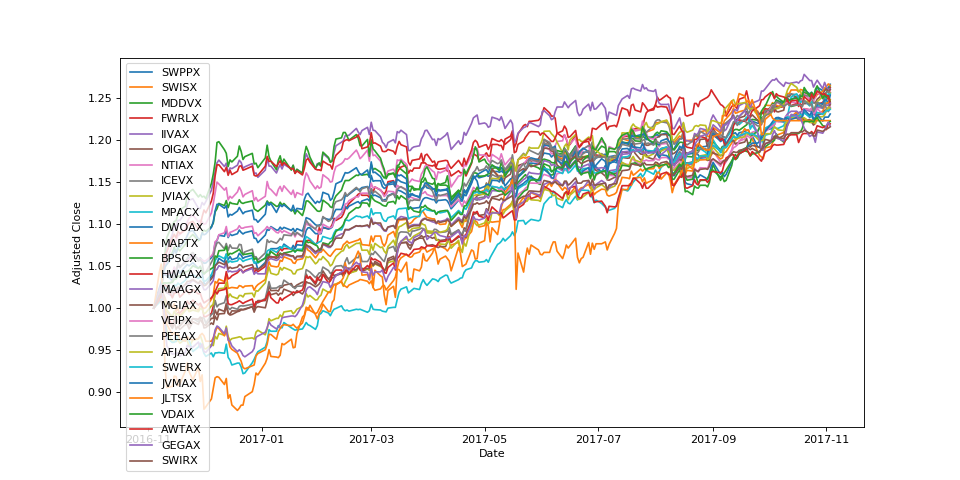 1.25
1.20
1.15
1.10
1.05
1.00
0.95
0.90
Adjusted Close
SWPPX
SWISX
MDDVX
FWRLX
IIVAX
OIGAX
NTIAX
ICEVX
JVIAX
MPACX
DWOAX
MAPTX
BPSCX
HWAAX
MAAGX
MGIAX
VEIPX
PEEAX
AFJAX
SWERX
JVMAX
JLTSX
VDAIX
AWTAX
GEGAX
SWIRX
2016-11 2017-01 2017-03 2017-05 2017-07 2017-09 2017-11
Date